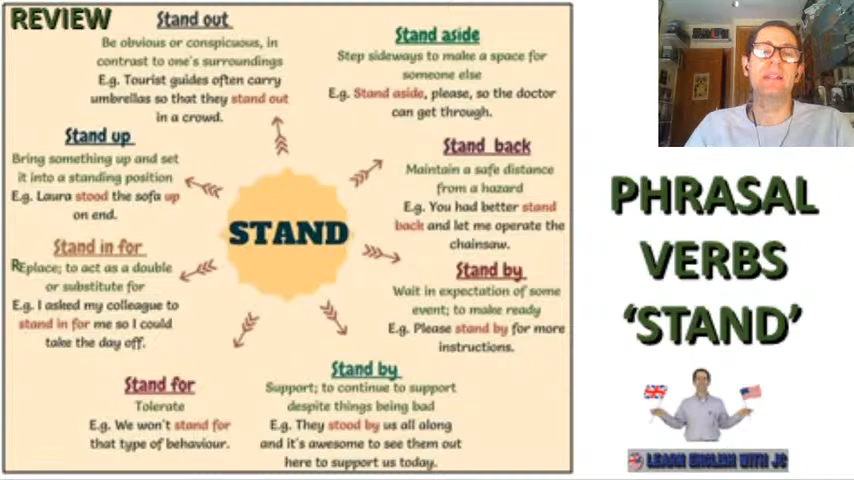 REVIEW
Stand out
Be obvious or conspicuous, in
contrast to one's surroundings
E.g. Tourist guides often carry
umbrellas so that they stand out
in a crowd.
Stand aside
Step sideways to make a space for
someone else
E.g. Stand aside, please, so the doctor
can get through.
Stand up
Bring something up and set
it into a standing position
E.g. Laura stood the sofa up
on end.
Stand back
Maintain a safe distance
from a hazard
E.g. You had better stand
back and let me operate the
chainsaw.
STAND
Stand in for
REplace; to act as a double
or substitute for
E.g. I asked my colleague to
stand in for me so I could
take the day off.
Stand by
Wait in expectation of some
event; to make ready
E.g. Please stand by for more
instructions.
Stand for
Tolerate
E.g. We won't stand for
that type of behaviour.
Stand by
Support; to continue to support
despite things being bad
E.g. They stood by us all along
and it's awesome to see them out
here to support us today.
PHRASAL
VERBS
‘STAND’
LEARN ENGLISH WITH JC